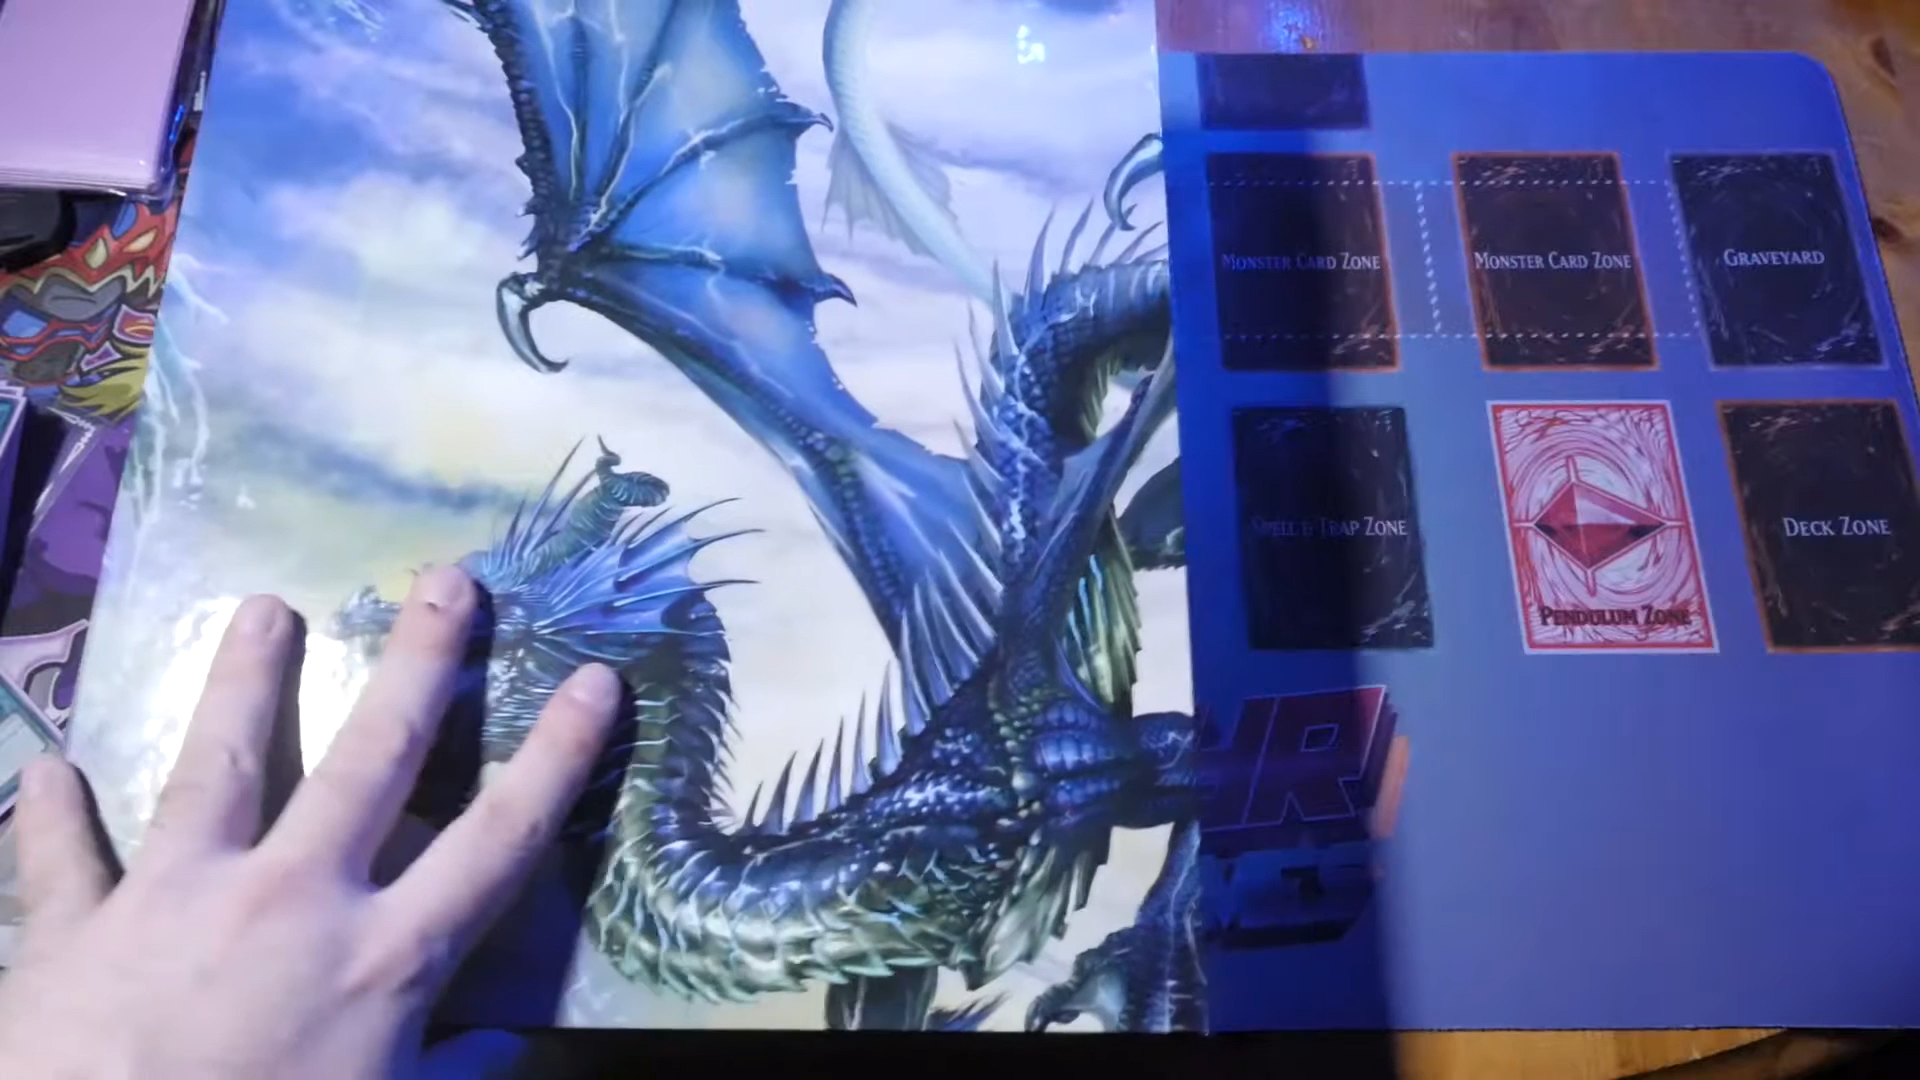 MONSTER CARD ZONE
MONSTER CARD ZONE
GRAVEYARD
SPELL & TRAP ZONE
PENDULUM ZONE
DECK ZONE